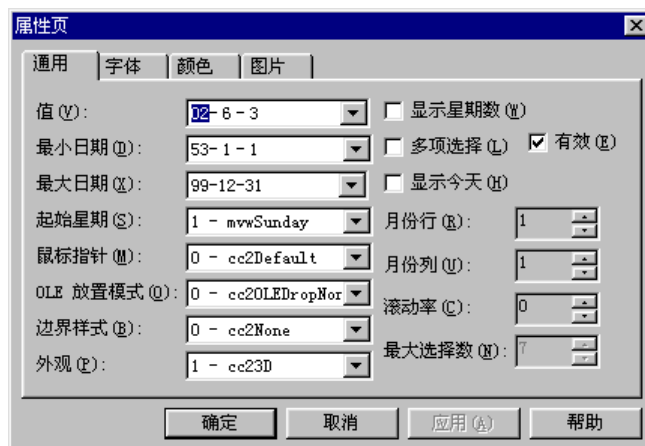 属性页
通用 字体 颜色 图片
值(V): 02- 6 - 3 显示星期数(W)
最小日期(D): 53- 1 - 1 多项选择(L) 有效(E)
最大日期(X): 99-12-31 显示今天(H)
起始星期(S): 1 - mvwSunday 月份行(R): 1
鼠标指针(M): 0 - cc2Default 月份列(U): 1
OLE 放置模式(O): 0 - cc2OLEDropNor 滚动率(C): 0
边界样式(B): 0 - cc2None 最大选择数(N): 7
外观(P): 1 - cc23D
确定 取消 应用(A) 帮助